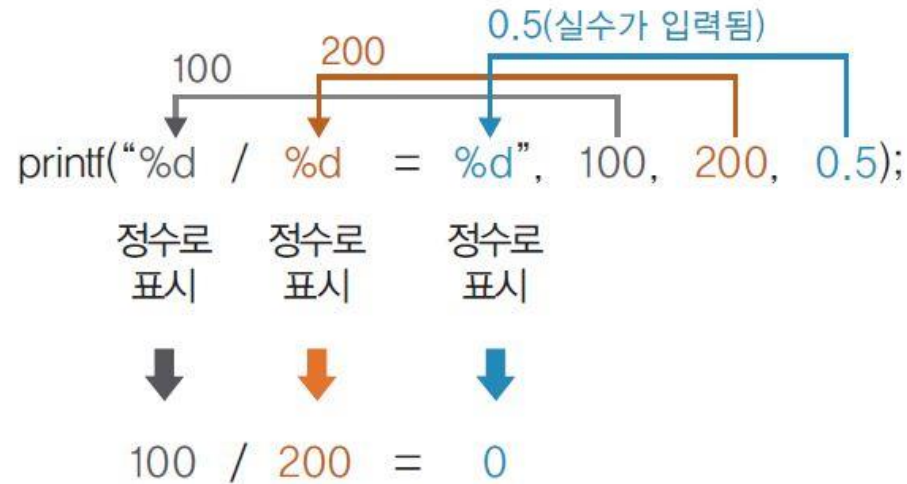 0.5(실수가 입력됨)
200
100
printf(“%d / %d = %d”, 100, 200, 0.5);
정수로 정수로 정수로
표시 표시 표시
100 / 200 = 0